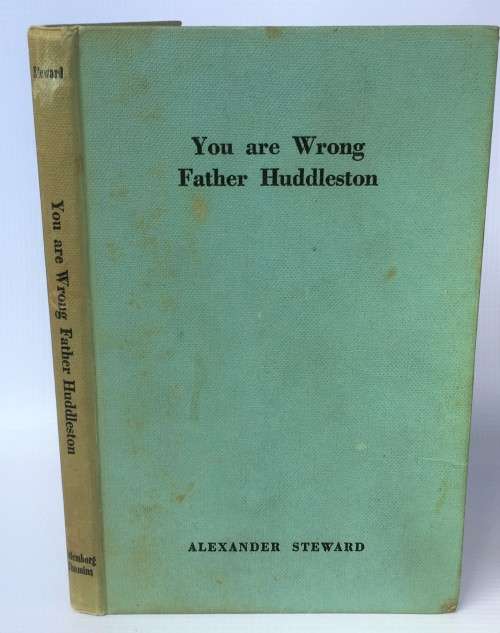 You are Wrong
Father Huddleston
ALEXANDER STEWARD
Steward
You are Wrong Father Huddleston